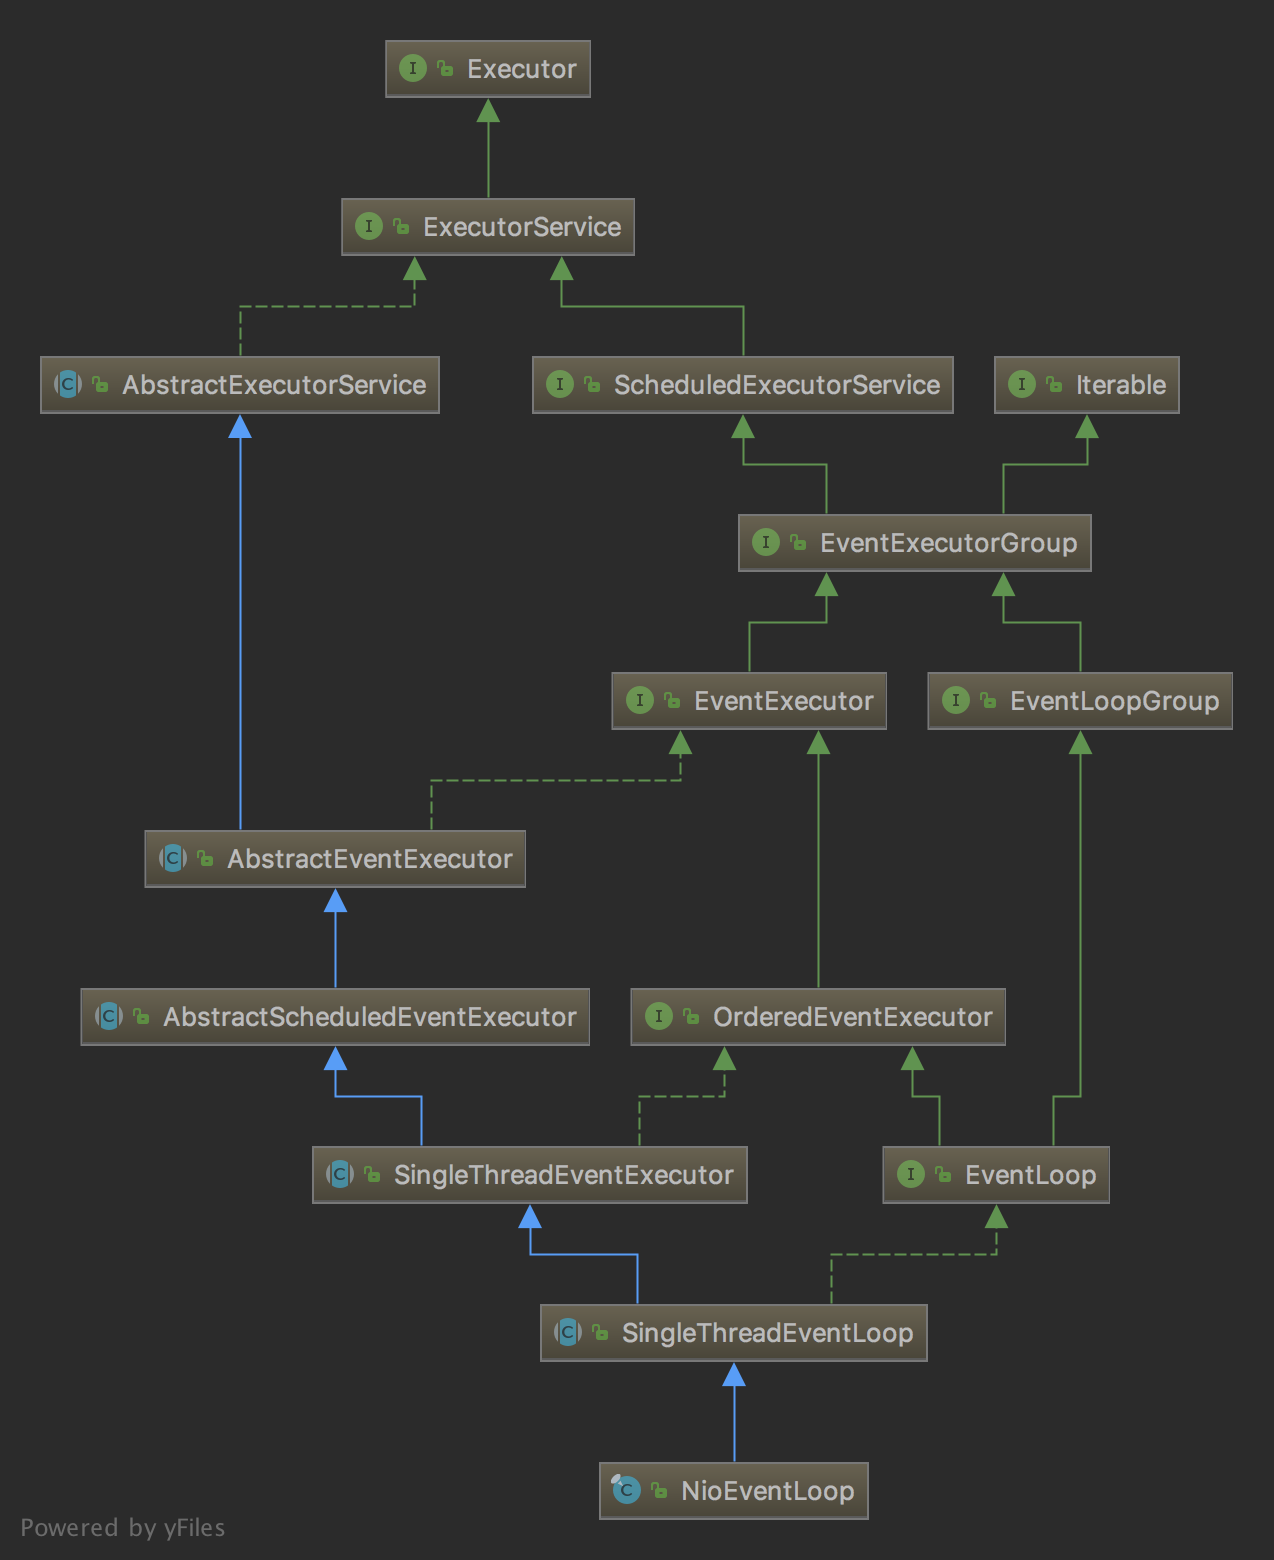 Executor
ExecutorService
AbstractExecutorService
ScheduledExecutorService
Iterable
EventExecutorGroup
EventExecutor
EventLoopGroup
AbstractEventExecutor
AbstractScheduledEventExecutor
OrderedEventExecutor
SingleThreadEventExecutor
EventLoop
SingleThreadEventLoop
NioEventLoop
Powered by yFiles